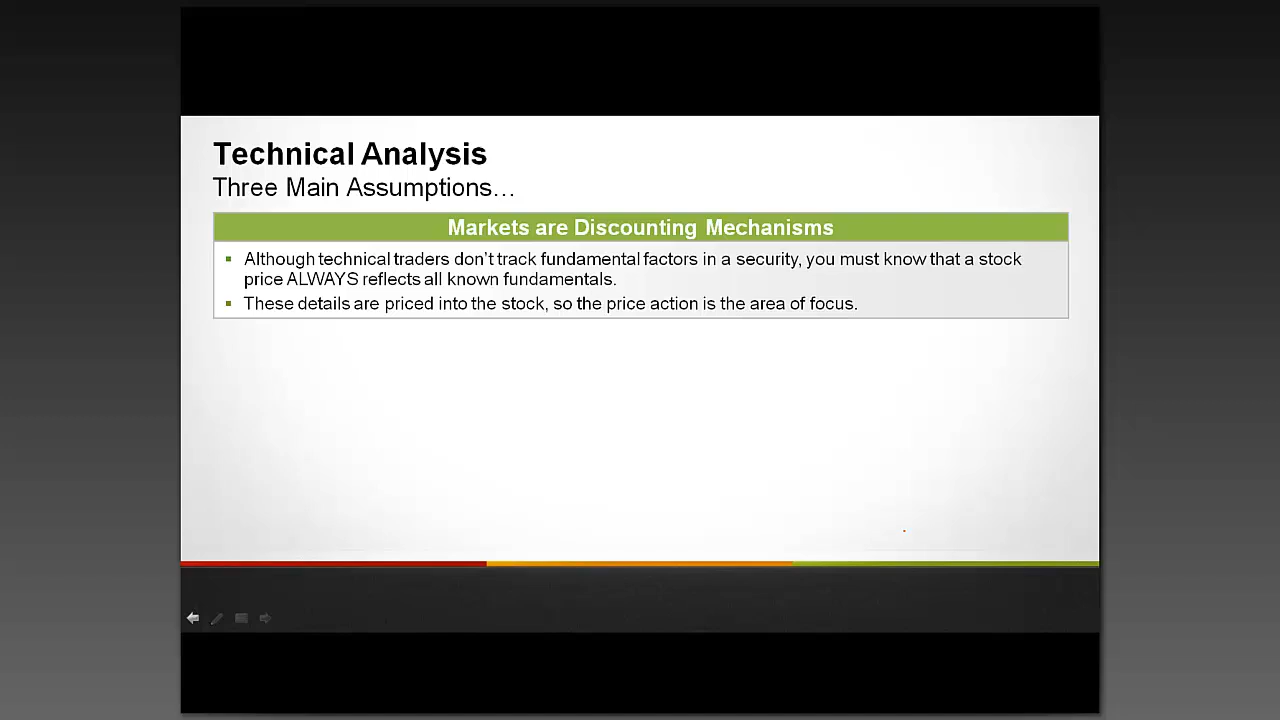 Technical Analysis
Three Main Assumptions…
Markets are Discounting Mechanisms
Although technical traders don't track fundamental factors in a security, you must know that a stock
price ALWAYS reflects all known fundamentals.
These details are priced into the stock, so the price action is the area of focus.